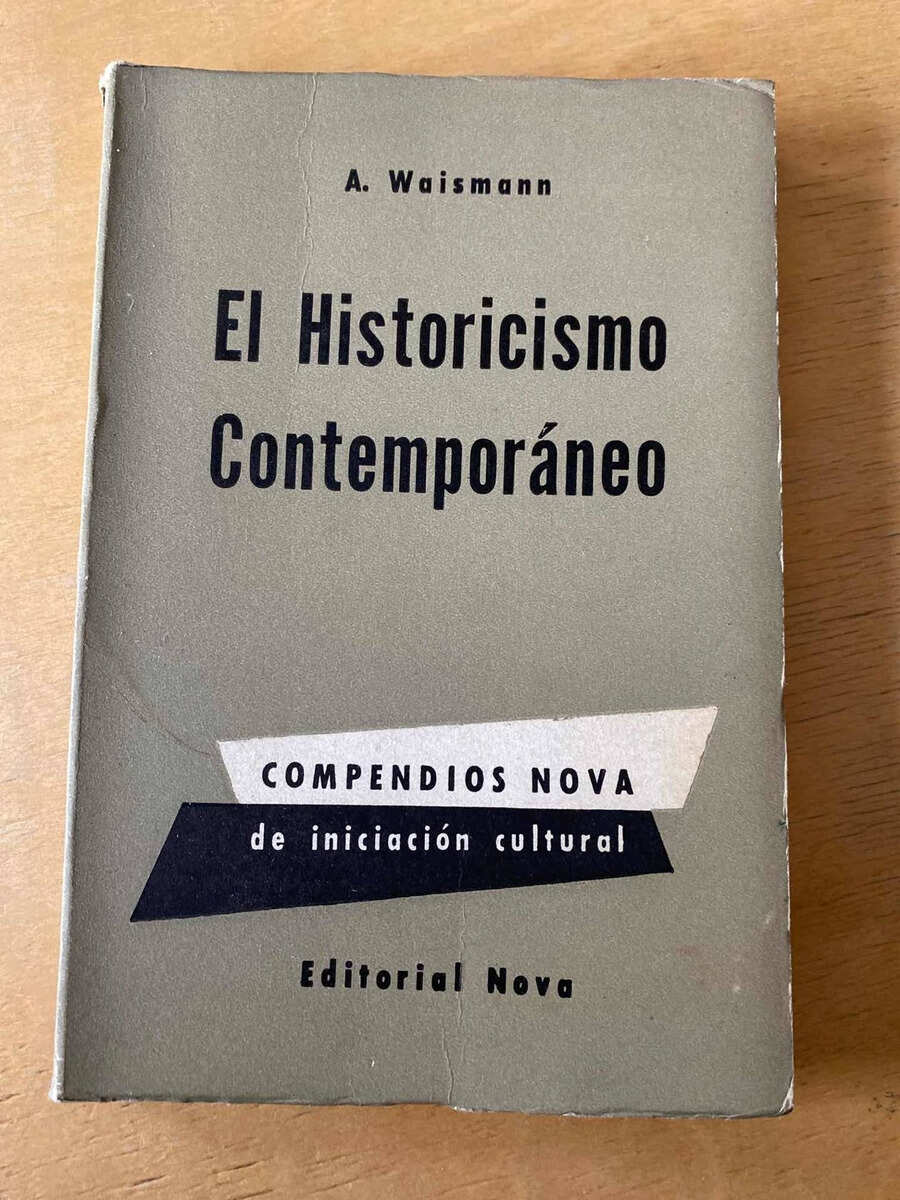 A. Waismann
El Historicismo
Contemporáneo
COMPENDIOS NOVA
de iniciación cultural
Editorial Nova